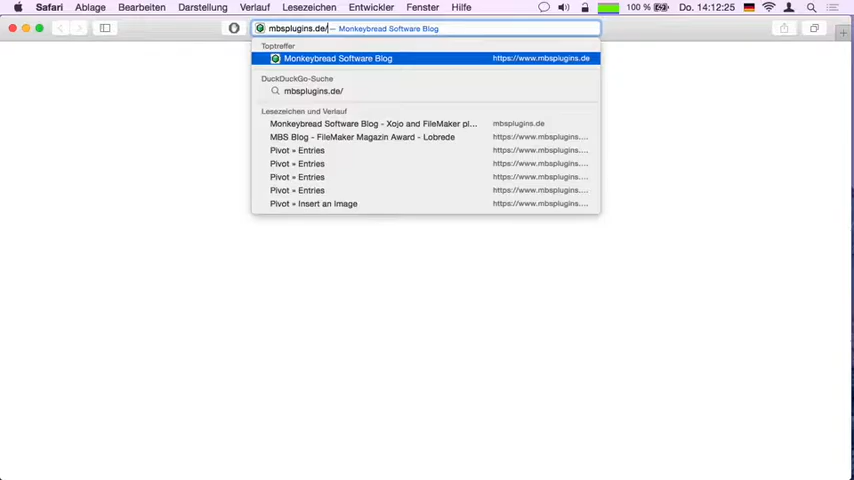 Safari Ablage Bearbeiten Darstellung Verlauf Lesezeichen Entwickler Fenster Hilfe 100 % Do. 14:12:25
mbsplugins.de/ — Monkeybread Software Blog
Toptreffer
Monkeybread Software Blog https://www.mbsplugins.de
DuckDuckGo-Suche
mbsplugins.de/
Lesezeichen und Verlauf
Monkeybread Software Blog - Xojo and FileMaker pl... mbsplugins.de
MBS Blog - FileMaker Magazin Award - Lobrede https://www.mbsplugins....
Pivot » Entries https://www.mbsplugins....
Pivot » Entries https://www.mbsplugins....
Pivot » Entries https://www.mbsplugins....
Pivot » Entries https://www.mbsplugins....
Pivot » Insert an Image https://www.mbsplugins....